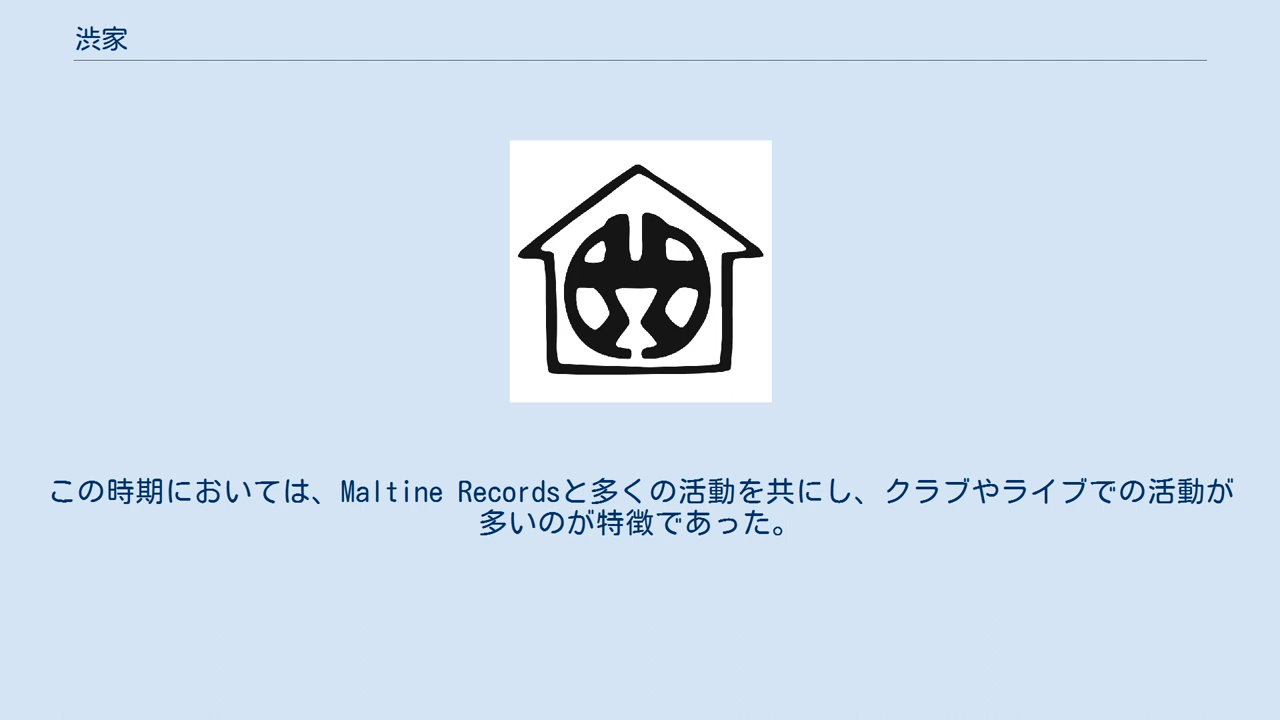 渋家
この時期においては、Maltine Recordsと多くの活動を共にし、クラブやライブでの活動が
多いのが特徴であった。